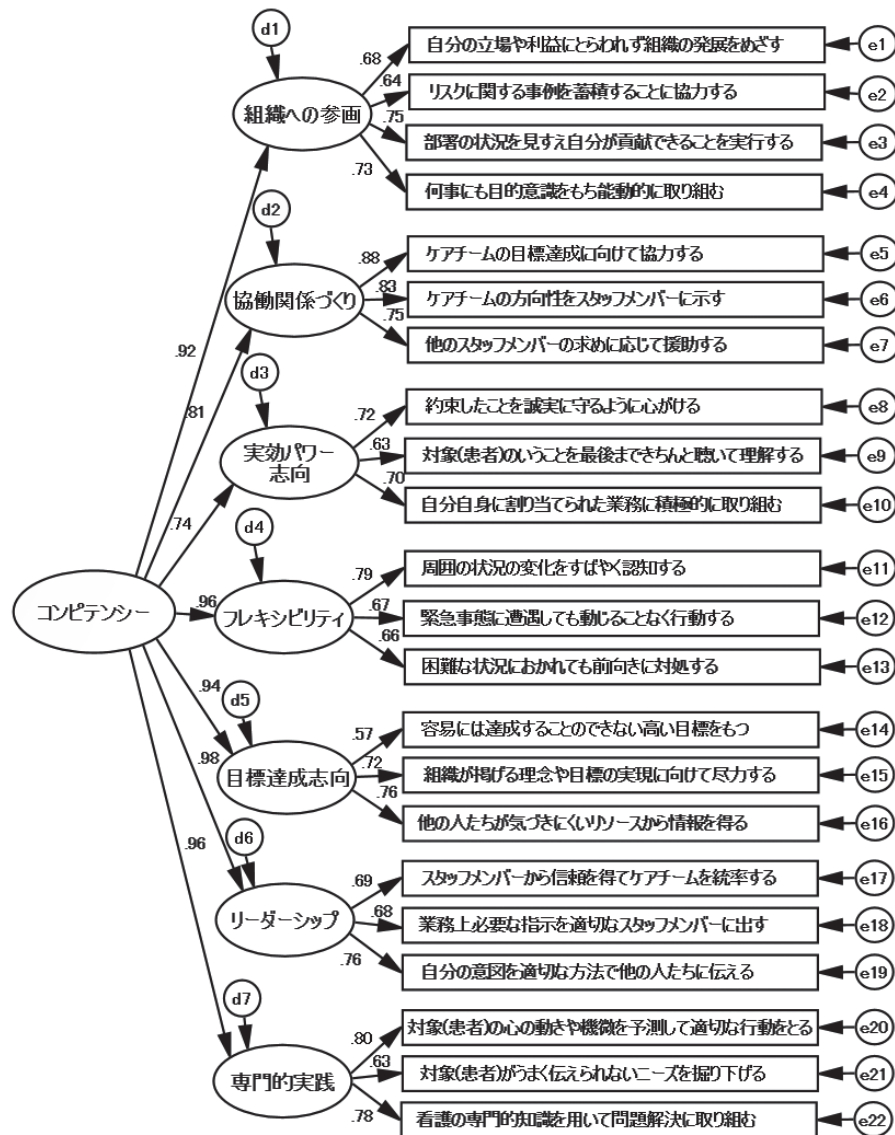 d1
.68
自分の立場や利益にとらわれず組織の発展をめざす
e1
.64
リスクに関する事例を蓄積することに協力する
e2
組織への参画
.75
部署の状況を見すえ自分が貢献できることを実行する
e3
.73
何事にも目的意識をもち能動的に取り組む
e4
d2
.88
ケアチームの目標達成に向けて協力する
e5
協働関係づくり
.83
ケアチームの方向性をスタッフメンバーに示す
e6
.75
他のスタッフメンバーの求めに応じて援助する
e7
.92
d3
.81
.72
約束したことを誠実に守るように心がける
e8
実効パワー
志向
.63
対象(患者)のいうことを最後まできちんと聴いて理解する
e9
.70
自分自身に割り当てられた業務に積極的に取り組む
e10
.74
d4
.79
周囲の状況の変化をすばやく認知する
e11
コンピテンシー
.96
フレキシビリティ
.67
緊急事態に遭遇しても動じることなく行動する
e12
.66
困難な状況におかれても前向きに対処する
e13
.94
d5
.57
容易には達成することのできない高い目標をもつ
e14
.98
目標達成志向
.72
組織が掲げる理念や目標の実現に向けて尽力する
e15
.76
他の人たちが気づきにくいリソースから情報を得る
e16
.96
d6
.69
スタッフメンバーから信頼を得てケアチームを統率する
e17
リーダーシップ
.68
業務上必要な指示を適切なスタッフメンバーに出す
e18
.76
自分の意図を適切な方法で他の人たちに伝える
e19
d7
.80
対象(患者)の心の動きや機微を予測して適切な行動をとる
e20
専門的実践
.63
対象(患者)がうまく伝えられないニーズを掘り下げる
e21
.78
看護の専門的知識を用いて問題解決に取り組む
e22